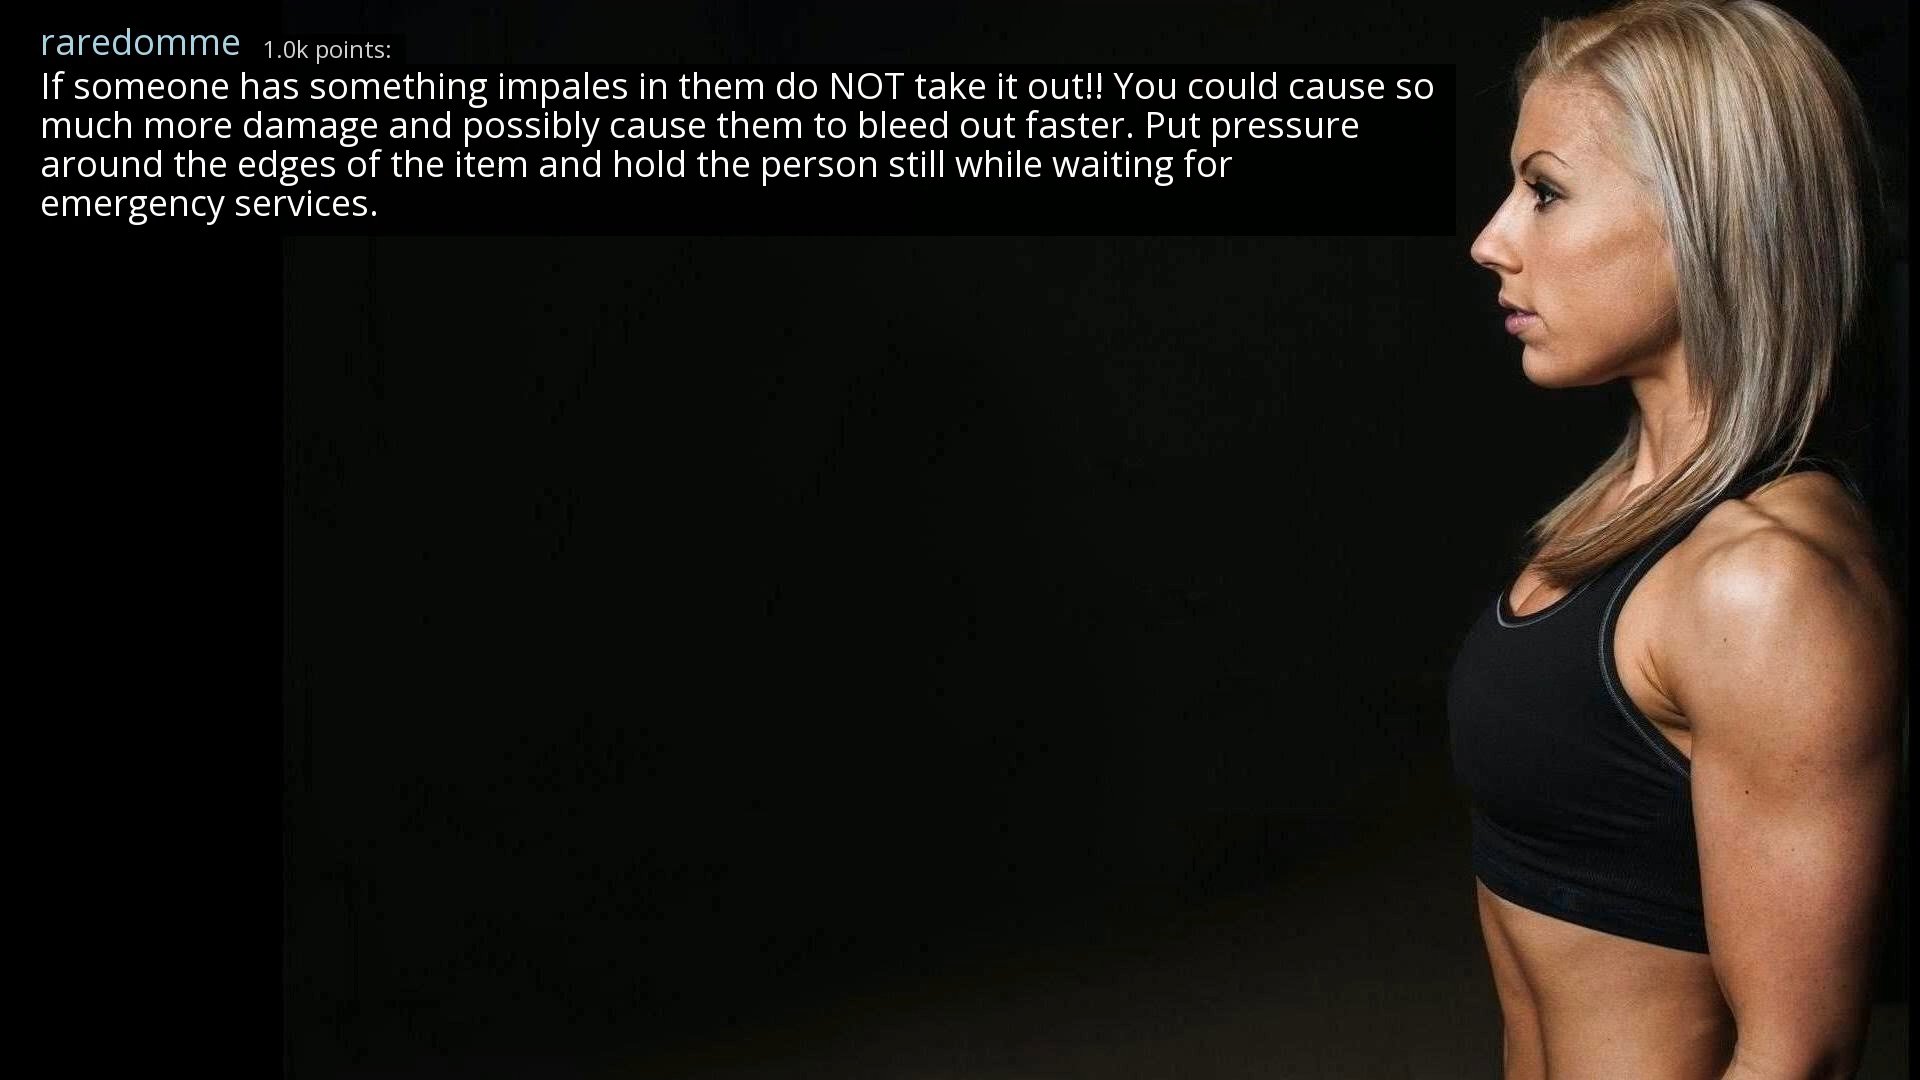 raredomme 1.0k points:
If someone has something impales in them do NOT take it out!! You could cause so
much more damage and possibly cause them to bleed out faster. Put pressure
around the edges of the item and hold the person still while waiting for
emergency services.